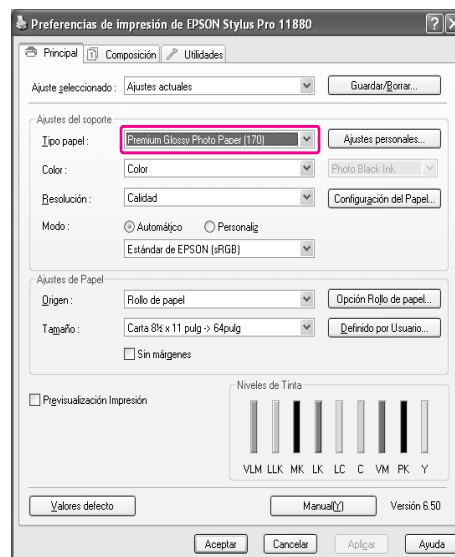 Preferencias de impresión de EPSON Stylus Pro 11880
Principal Composición Utilidades
Ajuste seleccionado : Ajustes actuales Guardar/Borrar...
Ajustes del soporte
Tipo papel : Premium Glossy Photo Paper (170) Ajustes personales...
Color : Color Photo Black Ink
Resolución : Calidad Configuración del Papel...
Modo : Automático Personaliz
Estándar de EPSON (sRGB)
Ajustes de Papel
Origen : Rollo de papel Opción Rollo de papel...
Tamaño : Carta 8½ x 11 pulg -> 64pulg Definido por Usuario...
Sin márgenes
Previsualización Impresión
Niveles de Tinta
VLM LLK MK LK LC C VM PK Y
Valores defecto Manual(Y) Versión 6.50
Aceptar Cancelar Aplicar Ayuda